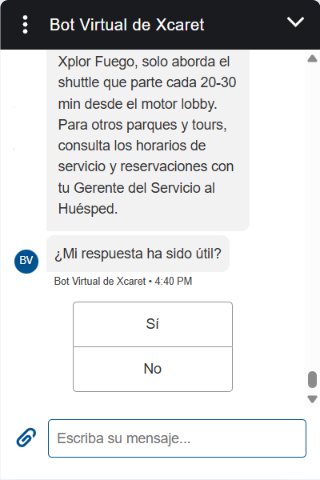 Bot Virtual de Xcaret
Xplor Fuego, solo aborda el
shuttle que parte cada 20-30
min desde el motor lobby.
Para otros parques y tours,
consulta los horarios de
servicio y reservaciones con
tu Gerente del Servicio al
Huésped.
¿Mi respuesta ha sido útil?
BV
Bot Virtual de Xcaret • 4:40 PM
Sí
No
Escriba su mensaje...